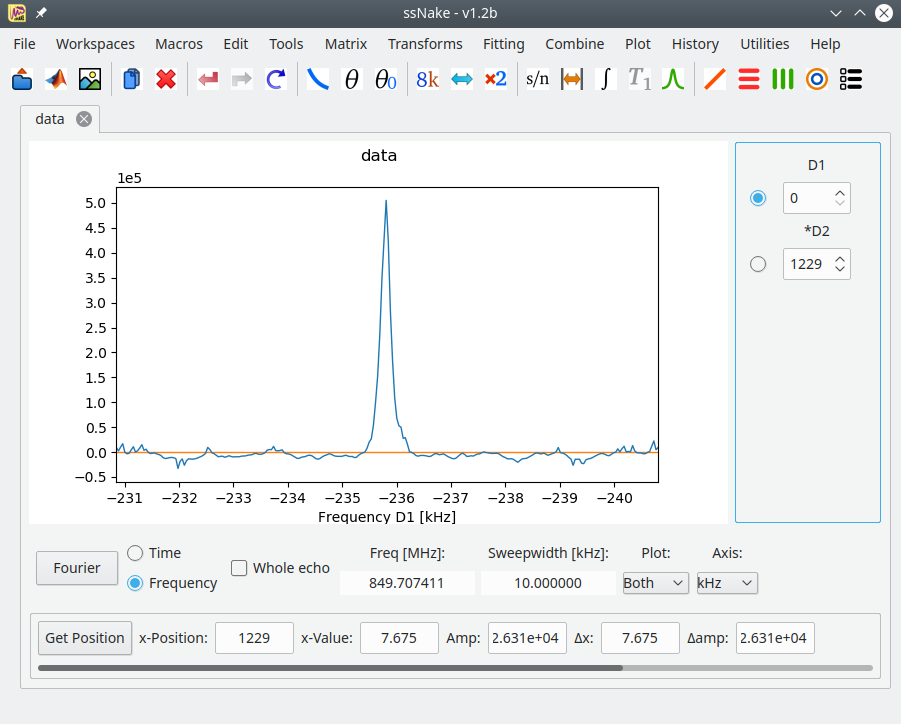 ssNake - v1.2b
File Workspaces Macros Edit Tools Matrix Transforms Fitting Combine Plot History Utilities Help
θ θ0 8k ×2 s/n ∫ T1
data
data
1e5
5.0
4.5
4.0
3.5
3.0
2.5
2.0
1.5
1.0
0.5
0.0
−0.5
−231 −232 −233 −234 −235 −236 −237 −238 −239 −240
Frequency D1 [kHz]
D1
0
*D2
1229
Fourier
Time
Frequency
Whole echo
Freq [MHz]:
849.707411
Sweepwidth [kHz]:
10.000000
Plot:
Both
Axis:
kHz
Get Position x-Position: 1229 x-Value: 7.675 Amp: 2.631e+04 Δx: 7.675 Δamp: 2.631e+04